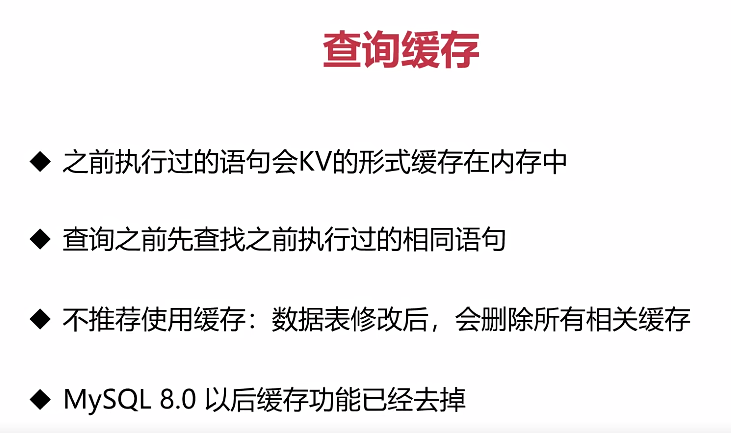 查询缓存
◆ 之前执行过的语句会KV的形式缓存在内存中
◆ 查询之前先查找之前执行过的相同语句
◆ 不推荐使用缓存：数据表修改后，会删除所有相关缓存
◆ MySQL 8.0 以后缓存功能已经去掉